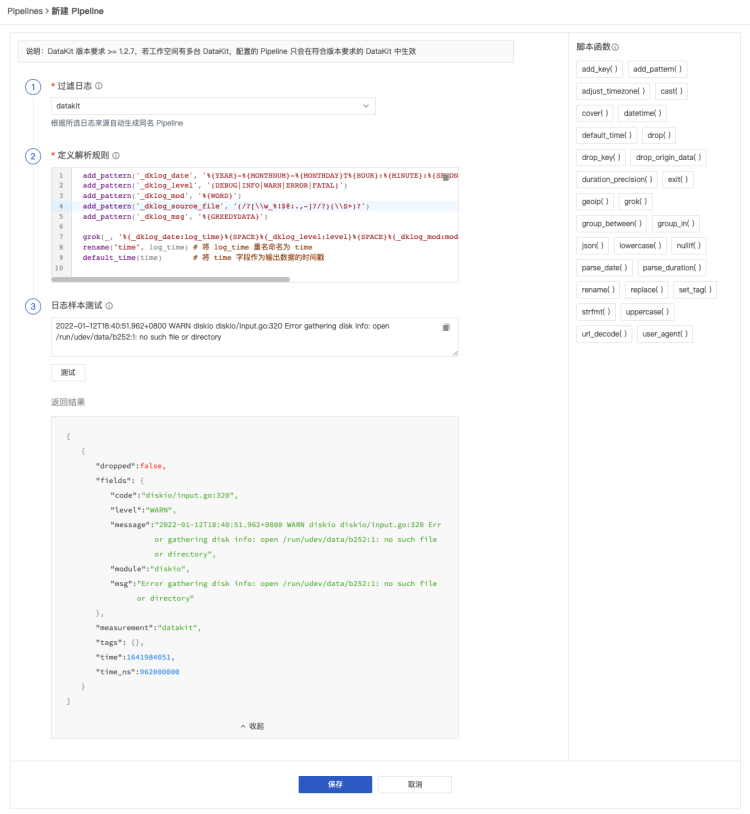 Pipelines > 新建 Pipeline
说明：DataKit 版本要求 >= 1.2.7，若工作空间有多台 DataKit，配置的 Pipeline 只会在符合版本要求的 DataKit 中生效
1 * 过滤日志
datakit
根据所选日志来源自动生成同名 Pipeline
2 * 定义解析规则
1 add_pattern('_dklog_date', '%{YEAR}-%{MONTHNUM}-%{MONTHDAY}T%{HOUR}:%{MINUTE}:%{SECON
2 add_pattern('_dklog_level', '(DEBUG|INFO|WARN|ERROR|FATAL)')
3 add_pattern('_dklog_mod', '%{WORD}')
4 add_pattern('_dklog_source_file', '(/?[\\w_%!$@:.,-]?/?)(\\S+)?')
5 add_pattern('_dklog_msg', '%{GREEDYDATA}')
6
7 grok(_, '%{_dklog_date:log_time}%{SPACE}%{_dklog_level:level}%{SPACE}%{_dklog_mod:mod
8 rename("time", log_time) # 将 log_time 重名命名为 time
9 default_time(time) # 将 time 字段作为输出数据的时间戳
10
3 日志样本测试
2022-01-12T18:40:51.962+0800 WARN diskio diskio/input.go:320 Error gathering disk info: open
/run/udev/data/b252:1: no such file or directory
测试
返回结果
[
{
"dropped":false,
"fields": {
"code":"diskio/input.go:320",
"level":"WARN",
"message":"2022-01-12T18:40:51.962+0800 WARN diskio diskio/input.go:320 Err
or gathering disk info: open /run/udev/data/b252:1: no such file
or directory",
"module":"diskio",
"msg":"Error gathering disk info: open /run/udev/data/b252:1: no such file
or directory"
},
"measurement":"datakit",
"tags": {},
"time":1641984051,
"time_ns":962000000
}
]
收起
脚本函数
add_key( ) add_pattern( )
adjust_timezone( ) cast( )
cover( ) datetime( )
default_time( ) drop( )
drop_key( ) drop_origin_data( )
duration_precision( ) exit( )
geoip( ) grok( )
group_between( ) group_in( )
json( ) lowercase( ) nullif( )
parse_date( ) parse_duration( )
rename( ) replace( ) set_tag( )
strfmt( ) uppercase( )
url_decode( ) user_agent( )
保存 取消